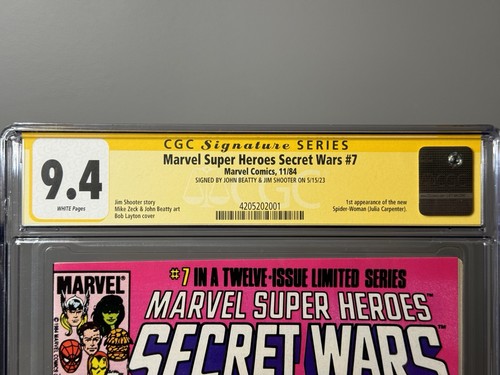 CGC Signature SERIES
Marvel Super Heroes Secret Wars #7
Marvel Comics, 11/84
SIGNED BY JOHN BEATTY & JIM SHOOTER ON 5/15/23
9.4
WHITE Pages
Jim Shooter story
Mike Zeck & John Beatty art
Bob Layton cover
1st appearance of the new
Spider-Woman (Julia Carpenter).
CGC
4205202001
#7 IN A TWELVE-ISSUE LIMITED SERIES
MARVEL
MARVEL SUPER HEROES
SECRET WARS